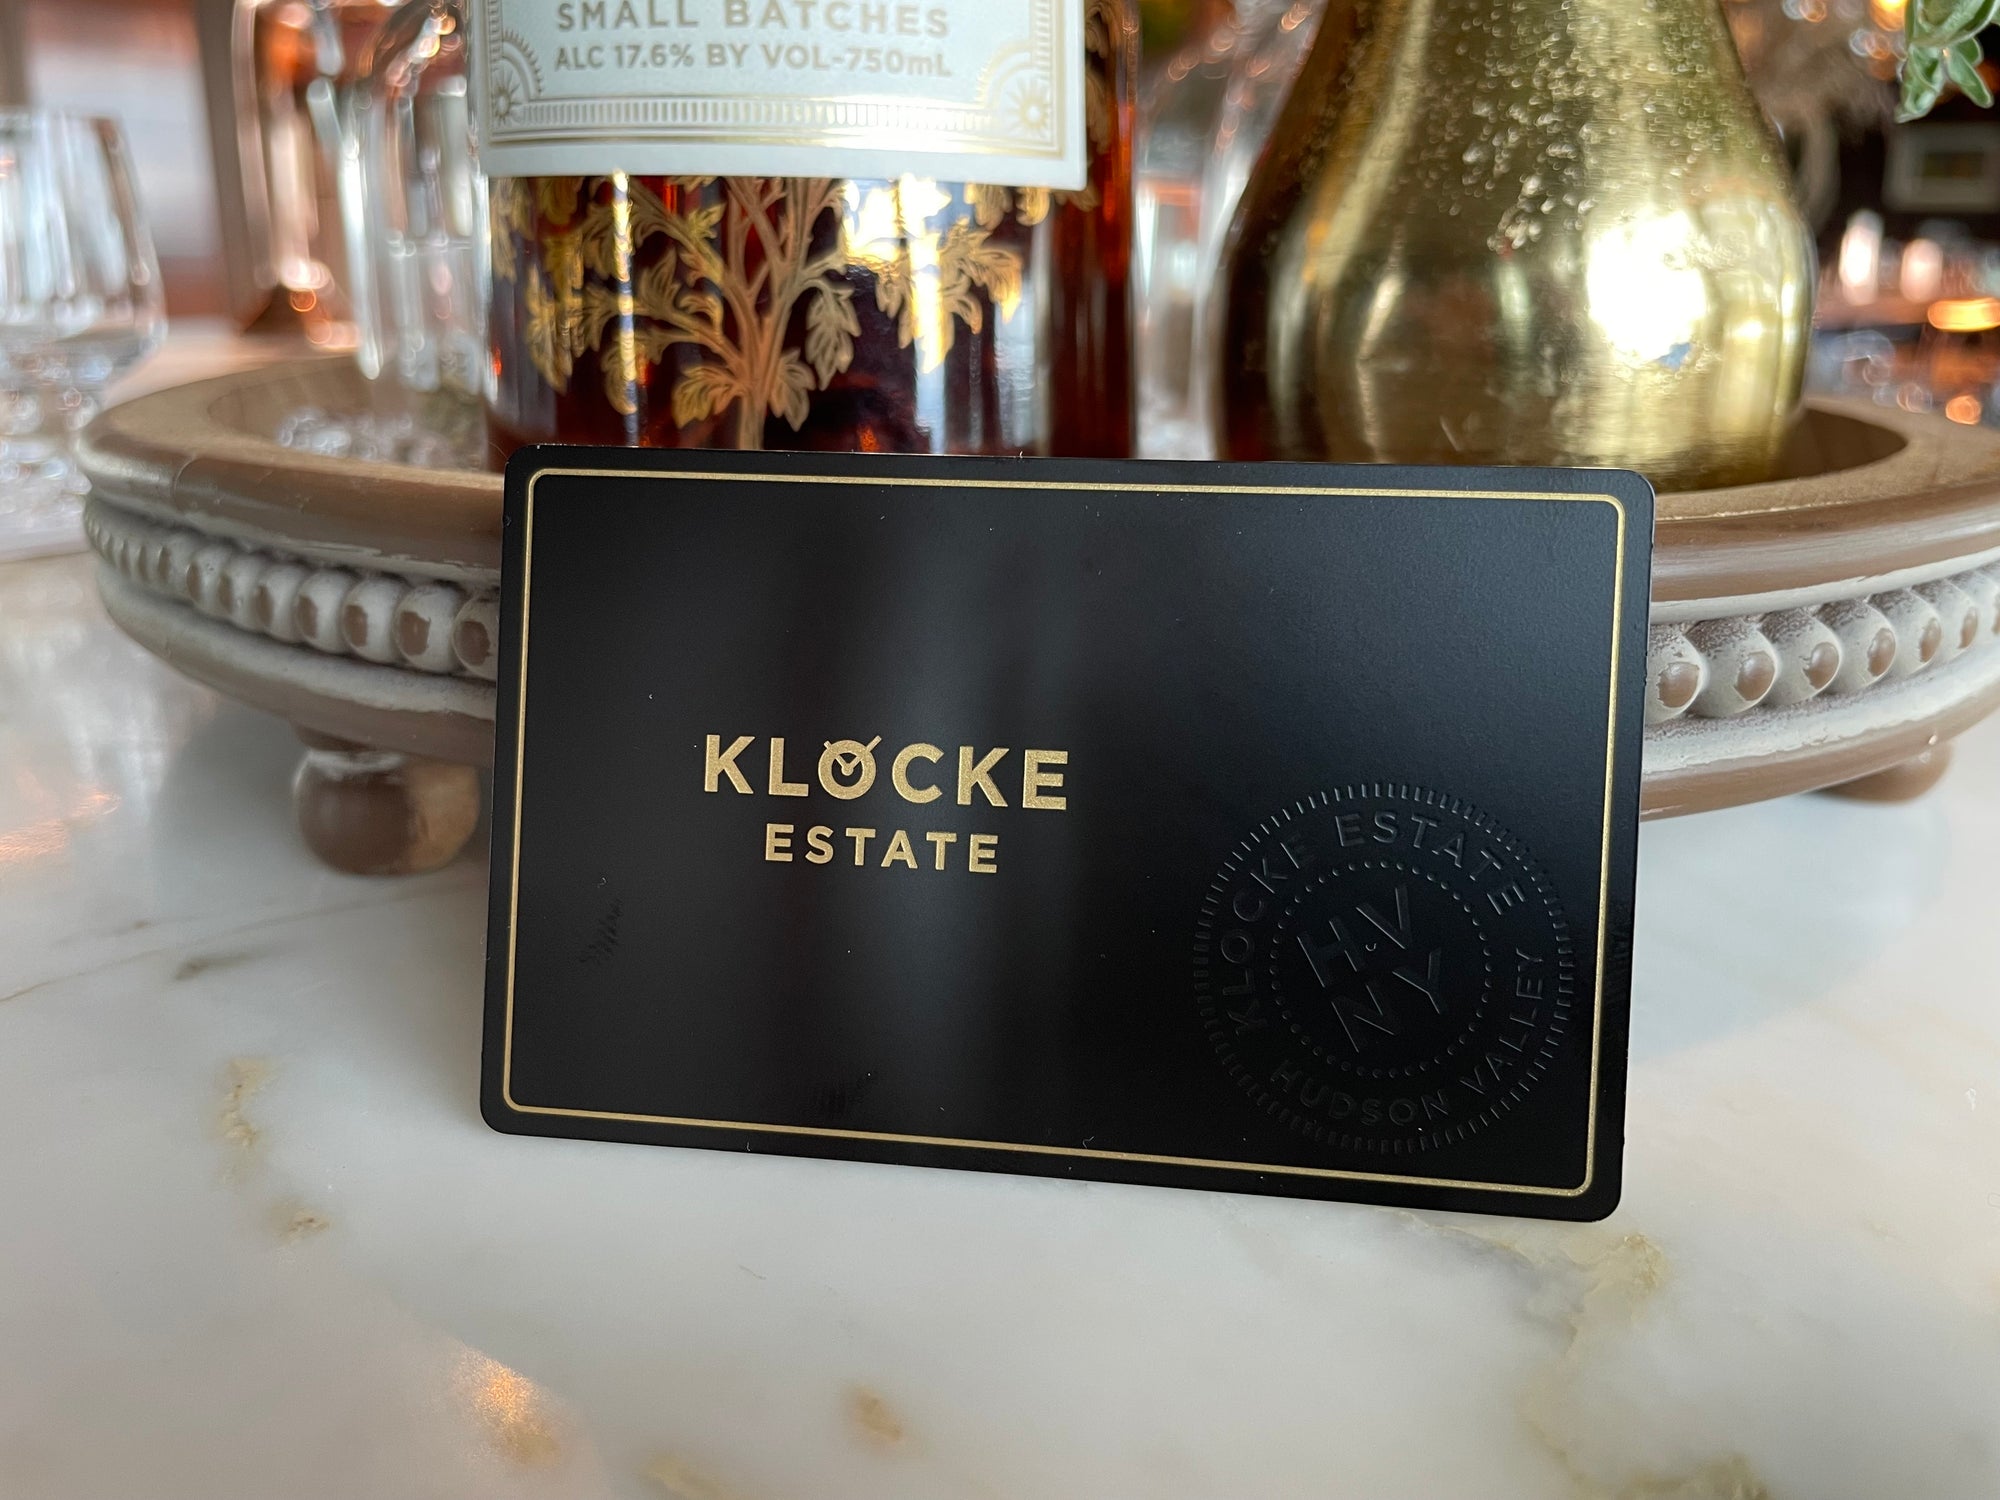 SMALL BATCHES
ALC 17.6% BY VOL-750mL
KLOCKE
ESTATE
KLOCKE ESTATE
HUDSON VALLEY
HV
NY